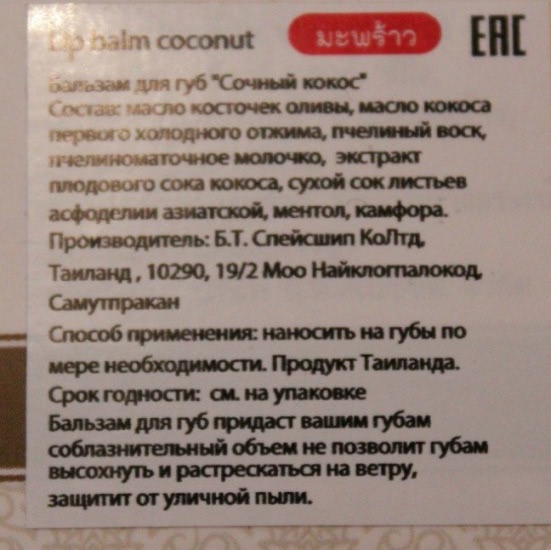 Lip balm coconut มะพร้าว EAC
Бальзам для губ "Сочный кокос"
Состав: масло косточек оливы, масло кокоса
первого холодного отжима, пчелиный воск,
пчелиноматочное молочко, экстракт
плодового сока кокоса, сухой сок листьев
асфоделии азиатской, ментол, камфора.
Производитель: Б.Т. Спейсшип КоЛтд,
Таиланд , 10290, 19/2 Моо Найклогпалокод,
Самутпракан
Способ применения: наносить на губы по
мере необходимости. Продукт Таиланда.
Срок годности: см. на упаковке
Бальзам для губ придаст вашим губам
соблазнительный объем не позволит губам
высохнуть и растрескаться на ветру,
защитит от уличной пыли.